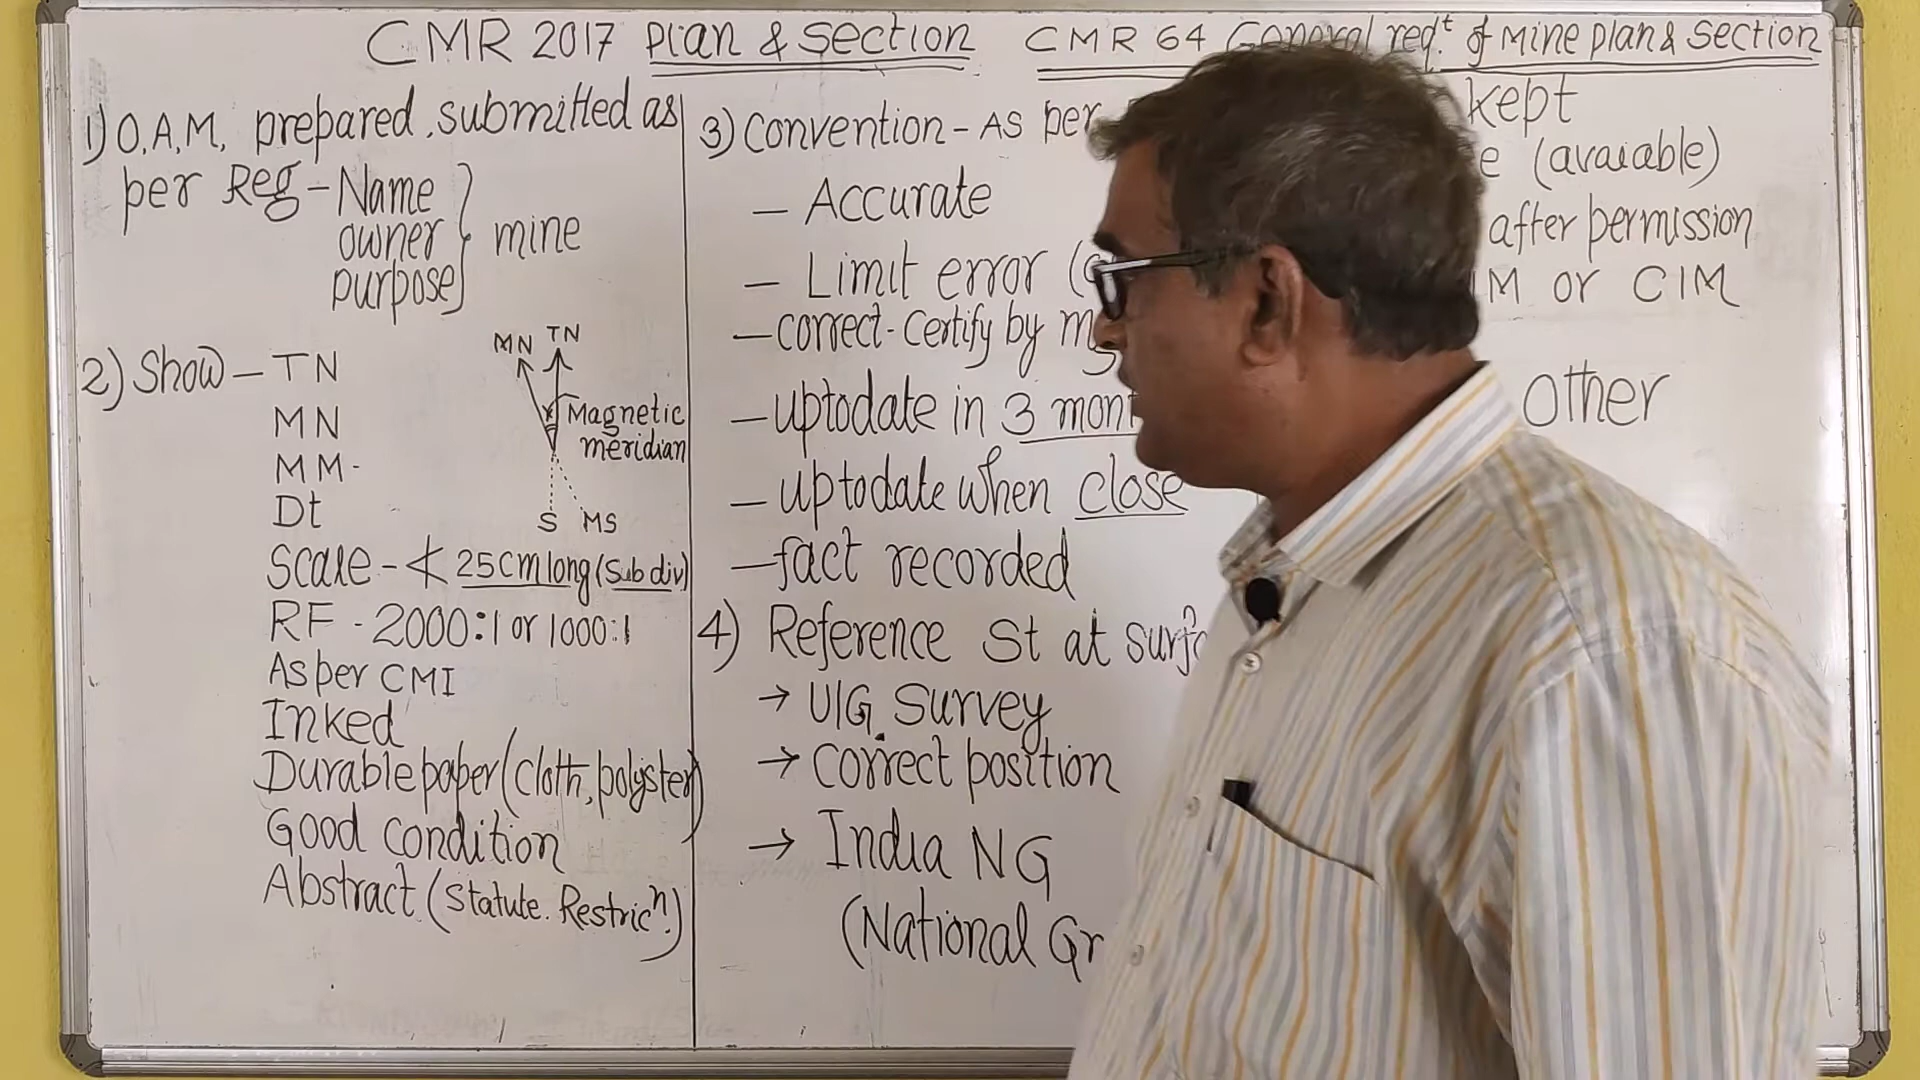 CMR 2017 Plan & Section CMR 64 General reqt. of Mine plan & Section
1) O.A.M, prepared, submitted as
per Reg - Name
owner
purpose
mine
2) Show - TN
MN
MM-
Dt
MN TN
Magnetic
meridian
S MS
Scale - ≮ 25cm long (Sub div)
RF - 2000:1 or 1000:1
As per CMI
Inked
Durable paper (cloth, polyster)
Good condition
Abstract (Statute. Restricn.)
3) Convention - AS per
- Accurate
- Limit error
- correct - Certify by
- uptodate in 3
- uptodate when close
- fact recorded
4) Reference St at
→ U/G Survey
→ correct position
→ India NG
(National
kept
(avaiable)
after permission
M or CIM
other